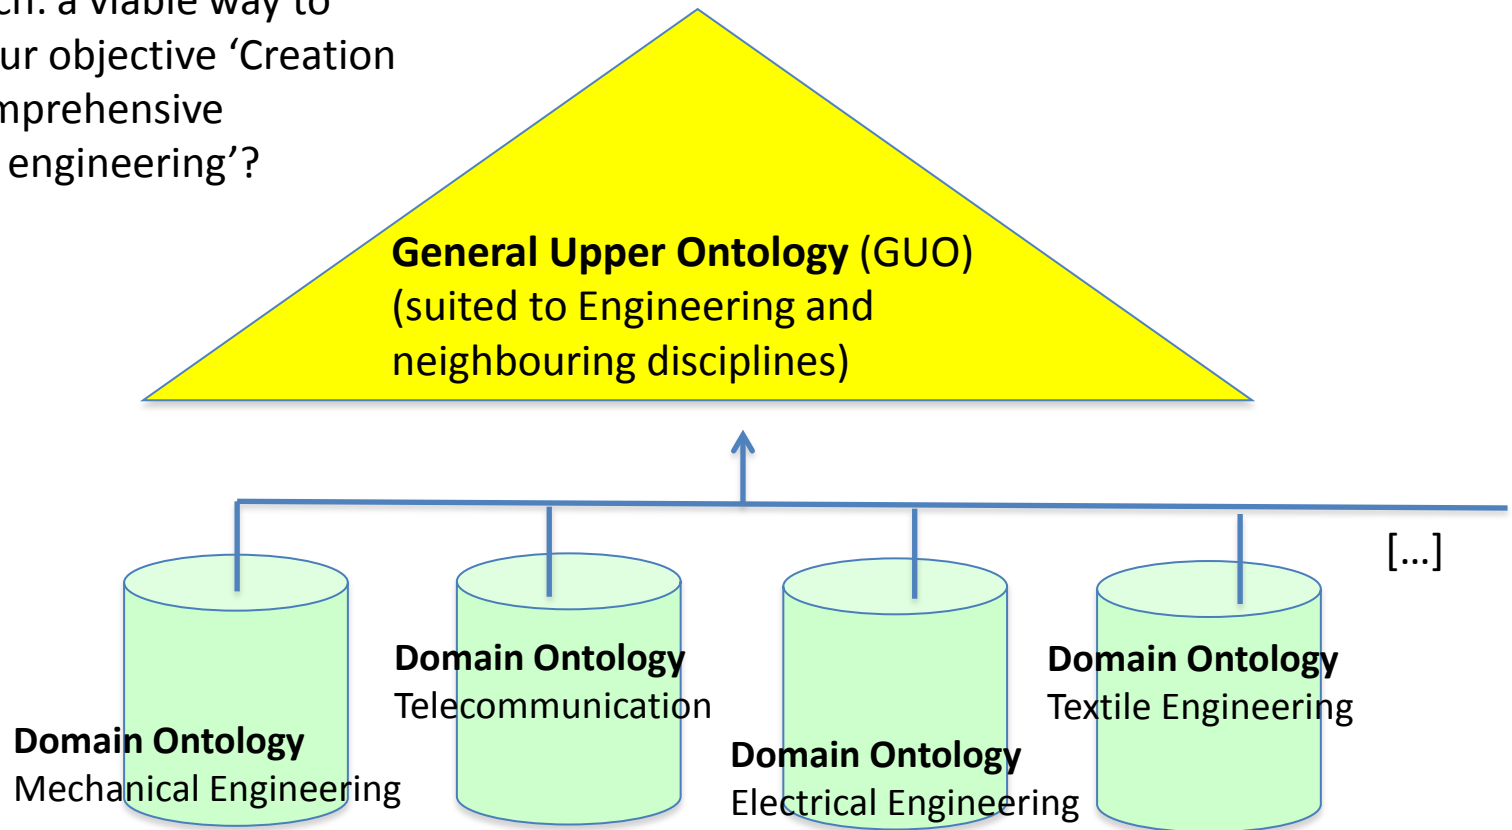 ch: a viable way to
ur objective ‘Creation
mprehensive
engineering’?
General Upper Ontology (GUO)
(suited to Engineering and
neighbouring disciplines)
[…]
Domain Ontology
Telecommunication
Domain Ontology
Textile Engineering
Domain Ontology
Mechanical Engineering
Domain Ontology
Electrical Engineering